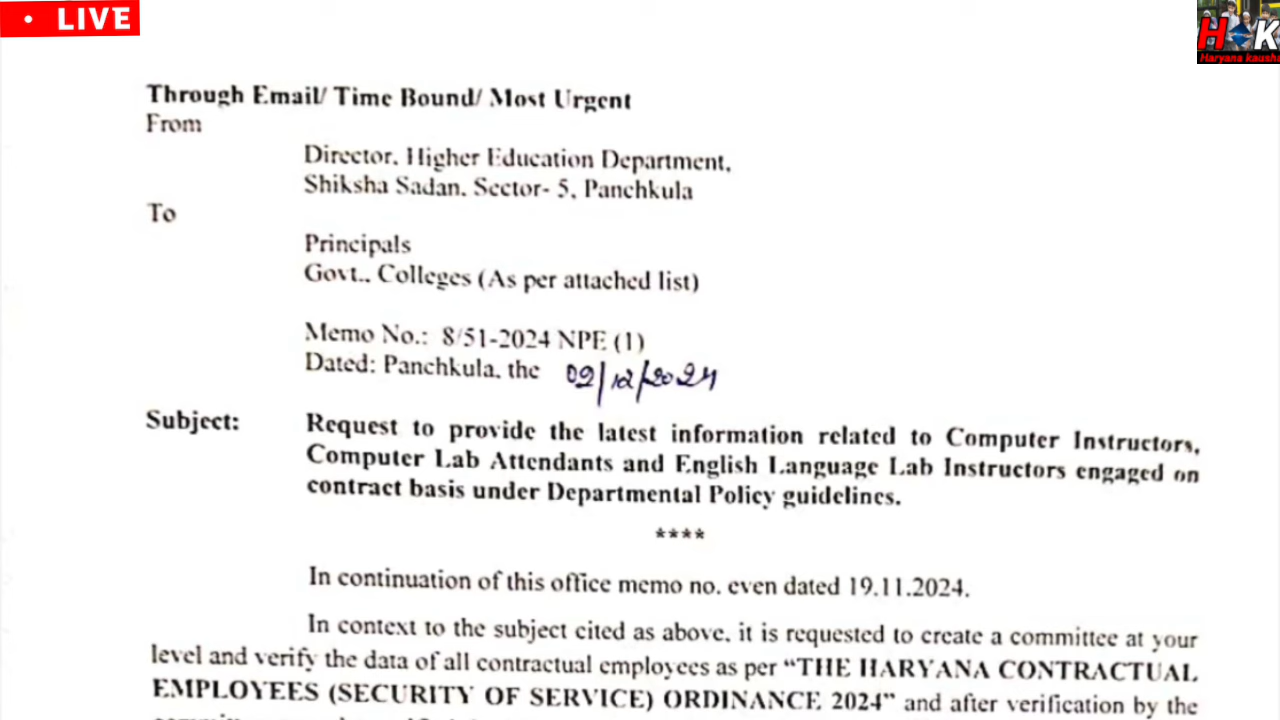 • LIVE
H K
Haryana kaush
Through Email/ Time Bound/ Most Urgent
From
Director, Higher Education Department,
Shiksha Sadan, Sector- 5, Panchkula
To
Principals
Govt.. Colleges (As per attached list)
Memo No.: 8/51-2024 NPE (1)
Dated: Panchkula, the 02/12/2024
Subject: Request to provide the latest information related to Computer Instructors,
Computer Lab Attendants and English Language Lab Instructors engaged on
contract basis under Departmental Policy guidelines.
****
In continuation of this office memo no. even dated 19.11.2024.
In context to the subject cited as above, it is requested to create a committee at your
level and verify the data of all contractual employees as per “THE HARYANA CONTRACTUAL
EMPLOYEES (SECURITY OF SERVICE) ORDINANCE 2024” and after verification by the